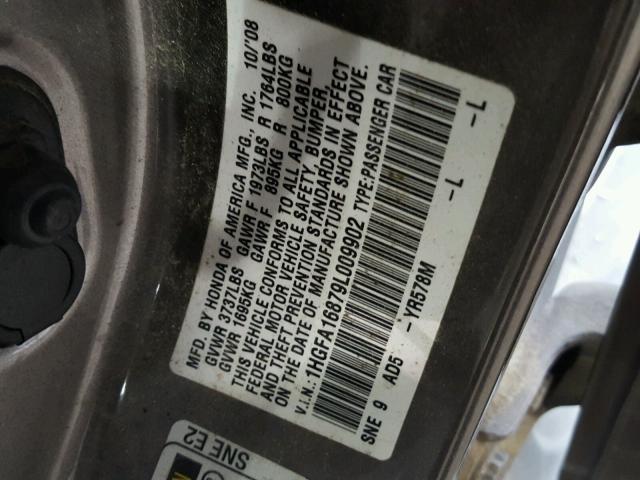 MFD. BY HONDA OF AMERICA MFG., INC. 10/'08
GVWR 3737LBS GAWR F 1973LBS R 1764LBS
GVWR 1695KG GAWR F 895KG R 800KG
THIS VEHICLE CONFORMS TO ALL APPLICABLE
FEDERAL MOTOR VEHICLE SAFETY, BUMPER,
AND THEFT PREVENTION STANDARDS IN EFFECT
ON THE DATE OF MANUFACTURE SHOWN ABOVE.
V.I.N.:1HGFA16879L009902 TYPE:PASSENGER CAR
SNE 9 AD5 -YR578M -L -L
SNE E2